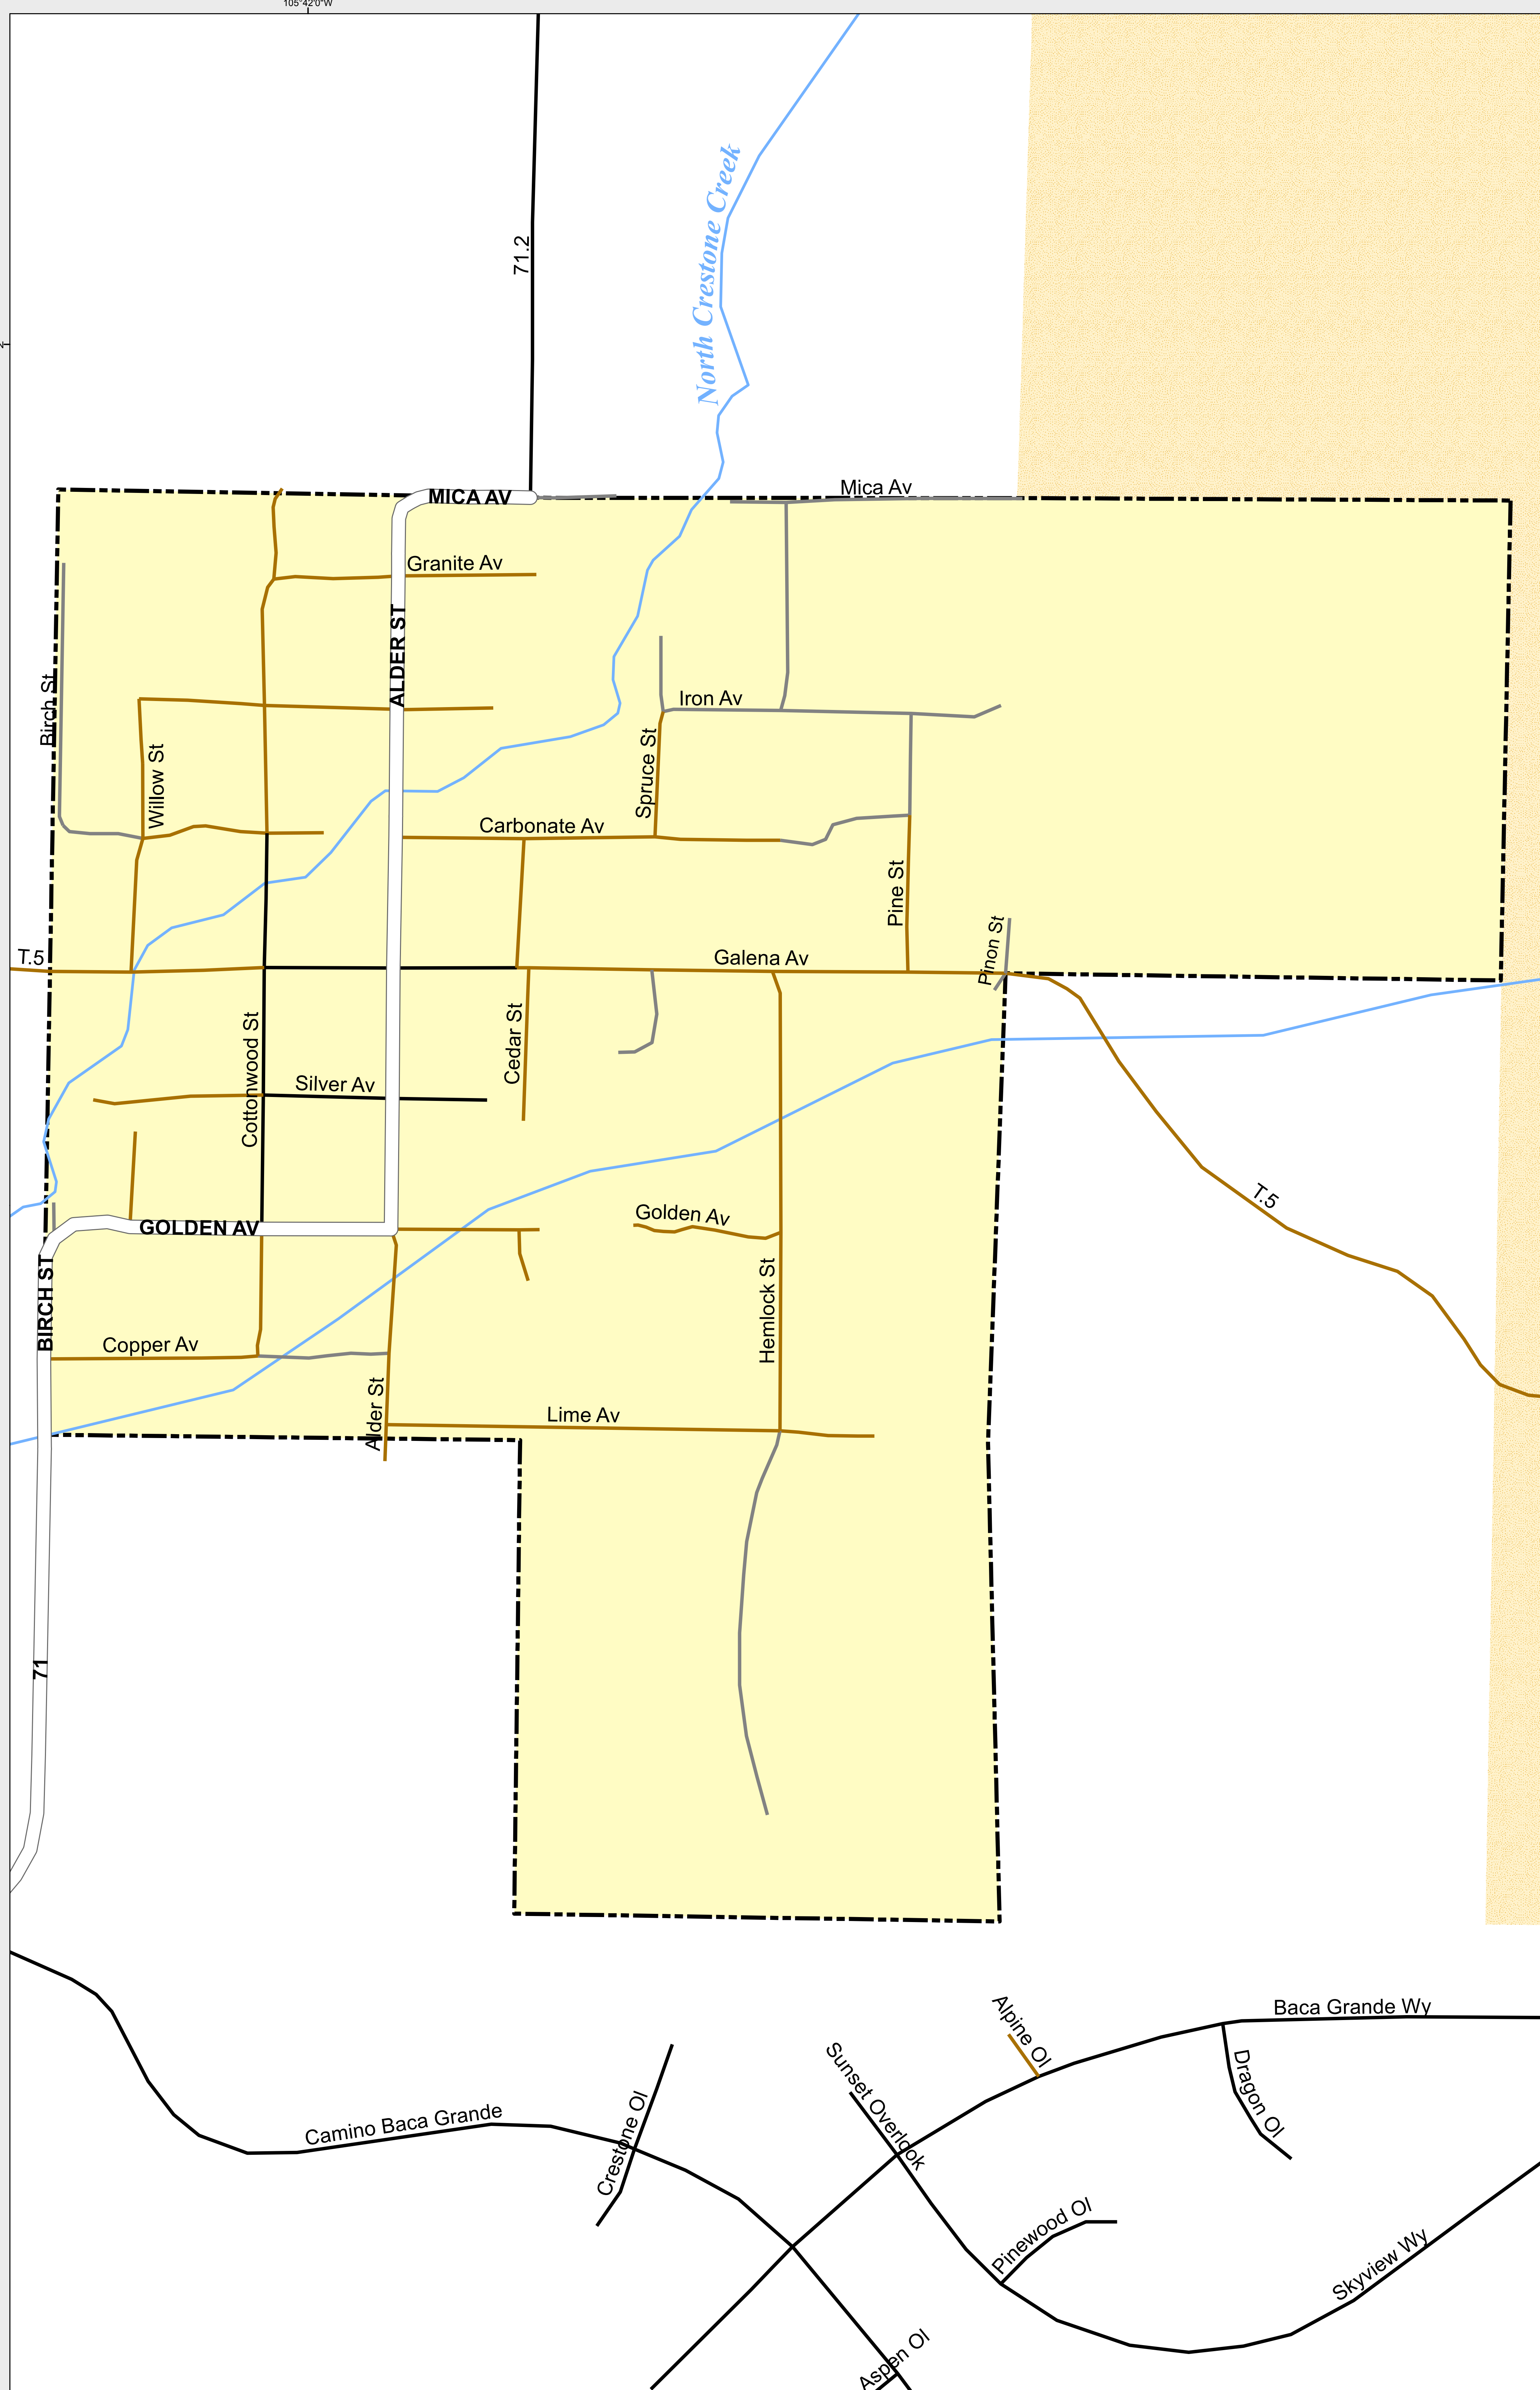 105°42'0"W
71.2
North Crestone Creek
MICA AV
Mica Av
Granite Av
ALDER ST
Birch St
Iron Av
Willow St
Spruce St
Carbonate Av
Pine St
Pinon St
T.5
Galena Av
Cottonwood St
Cedar St
Silver Av
T.5
Golden Av
GOLDEN AV
BIRCH ST
Hemlock St
Copper Av
Alder St
Lime Av
71
Alpine Ol
Baca Grande Wy
Sunset Overlook
Dragon Ol
Camino Baca Grande
Crestone Ol
Pinewood Ol
Skyview Wy
Aspen Ol